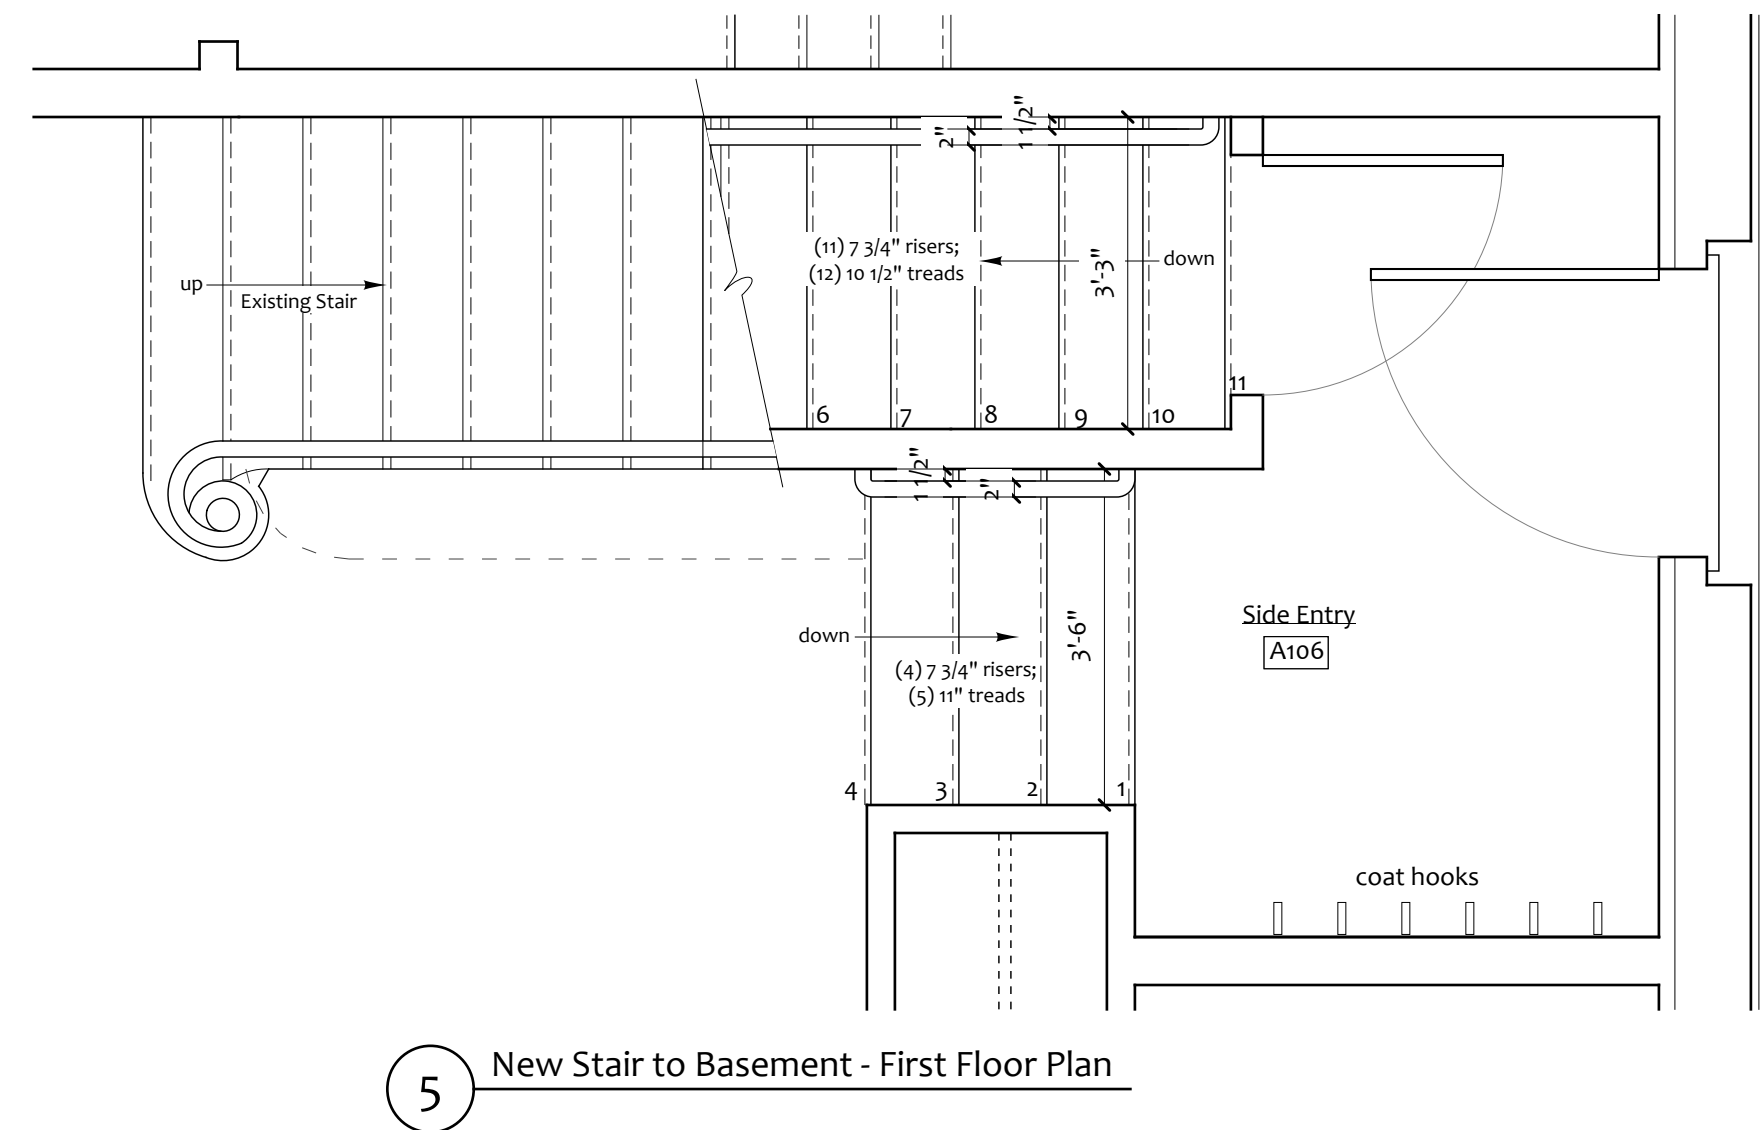 2"
1 1/2"
(11) 7 3/4" risers;
(12) 10 1/2" treads
3'-3"
down
up
Existing Stair
11
6
7
8
9
10
1 1/2"
2"
down
(4) 7 3/4" risers;
(5) 11" treads
3'-6"
Side Entry
A106
4
3
2
1
coat hooks
5
New Stair to Basement - First Floor Plan